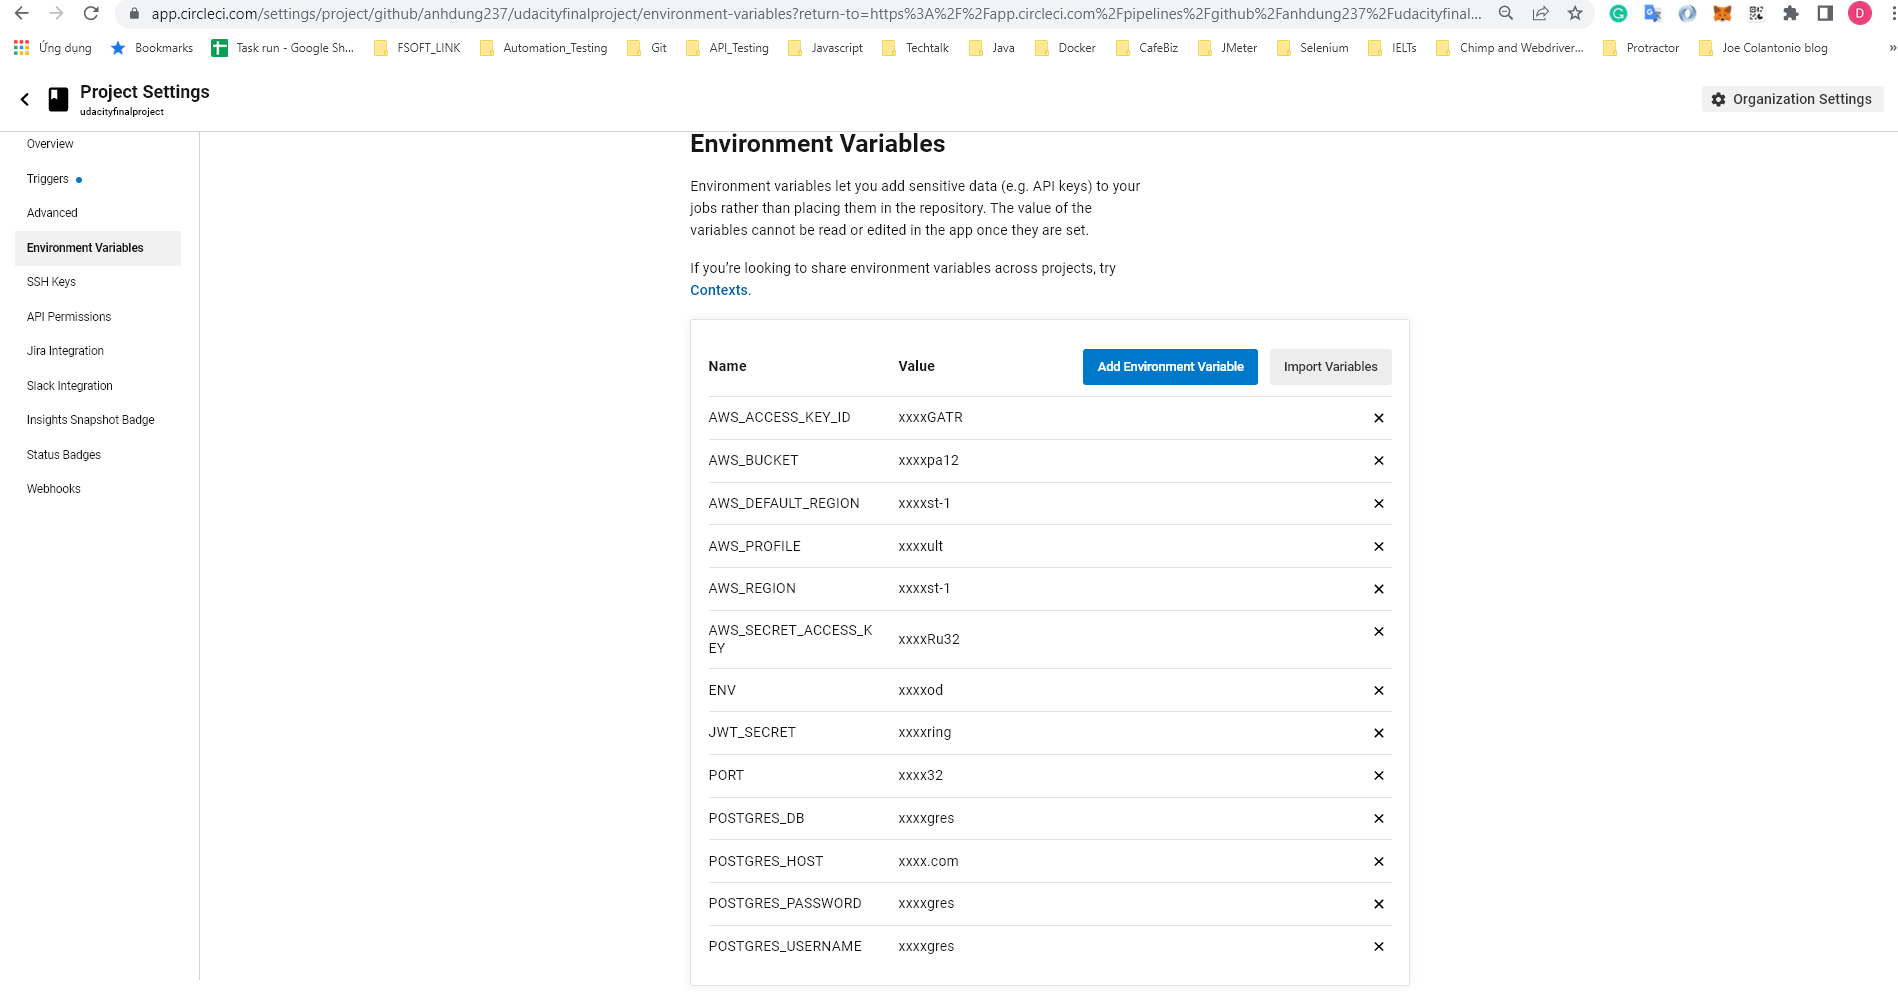 app.circleci.com/settings/project/github/anhdung237/udacityfinalproject/environment-variables?return-to=https%3A%2F%2Fapp.circleci.com%2Fpipelines%2Fgithub%2Fanhdung237%2Fudacityfinal...
D
Ứng dụng Bookmarks Task run - Google Sh... FSOFT_LINK Automation_Testing Git API_Testing Javascript Techtalk Java Docker CafeBiz JMeter Selenium IELTs Chimp and Webdriver... Protractor Joe Colantonio blog »
Project Settings
udacityfinalproject
Organization Settings
Overview
Triggers
Advanced
Environment Variables
SSH Keys
API Permissions
Jira Integration
Slack Integration
Insights Snapshot Badge
Status Badges
Webhooks
Environment Variables
Environment variables let you add sensitive data (e.g. API keys) to your
jobs rather than placing them in the repository. The value of the
variables cannot be read or edited in the app once they are set.
If you’re looking to share environment variables across projects, try
Contexts.
Name Value Add Environment Variable Import Variables
AWS_ACCESS_KEY_ID xxxxGATR
AWS_BUCKET xxxxpa12
AWS_DEFAULT_REGION xxxxst-1
AWS_PROFILE xxxxult
AWS_REGION xxxxst-1
AWS_SECRET_ACCESS_K
EY xxxxRu32
ENV xxxxod
JWT_SECRET xxxxring
PORT xxxx32
POSTGRES_DB xxxxgres
POSTGRES_HOST xxxx.com
POSTGRES_PASSWORD xxxxgres
POSTGRES_USERNAME xxxxgres